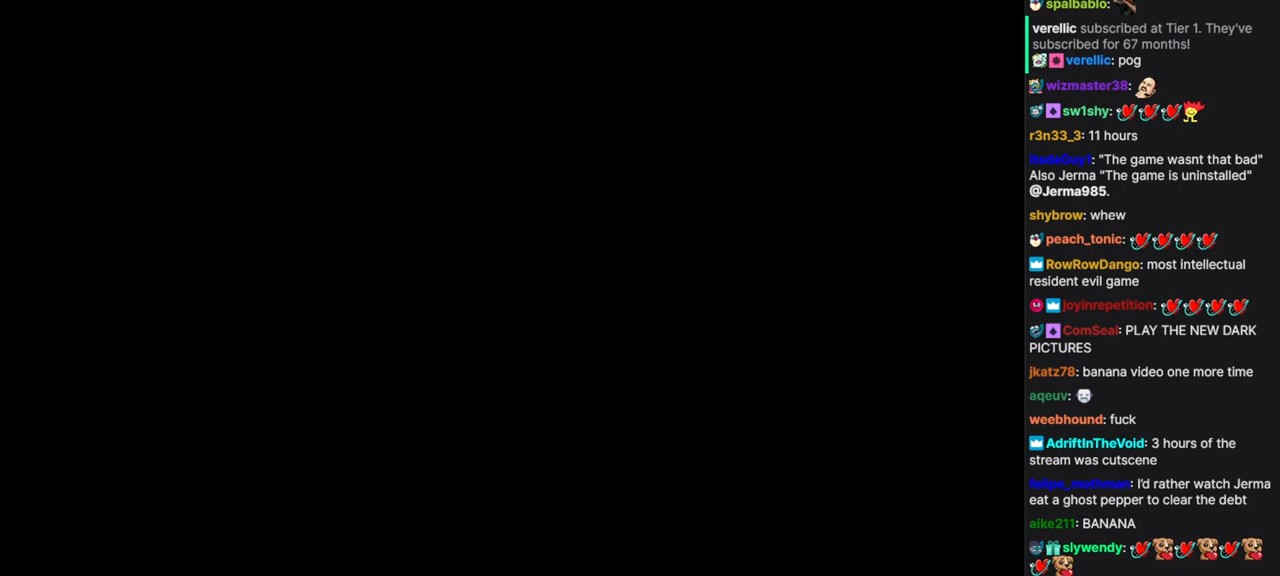 spalbablo:
verellic subscribed at Tier 1. They've
subscribed for 67 months!
verellic: pog
wizmaster38:
sw1shy:
r3n33_3: 11 hours
ItsdaGuy1: "The game wasnt that bad"
Also Jerma "The game is uninstalled"
@Jerma985.
shybrow: whew
peach_tonic:
RowRowDango: most intellectual
resident evil game
joyinrepetition:
ComSeal: PLAY THE NEW DARK
PICTURES
jkatz78: banana video one more time
aqeuv:
weebhound: fuck
AdriftInTheVoid: 3 hours of the
stream was cutscene
felipe_mothman: I'd rather watch Jerma
eat a ghost pepper to clear the debt
aike211: BANANA
slywendy: